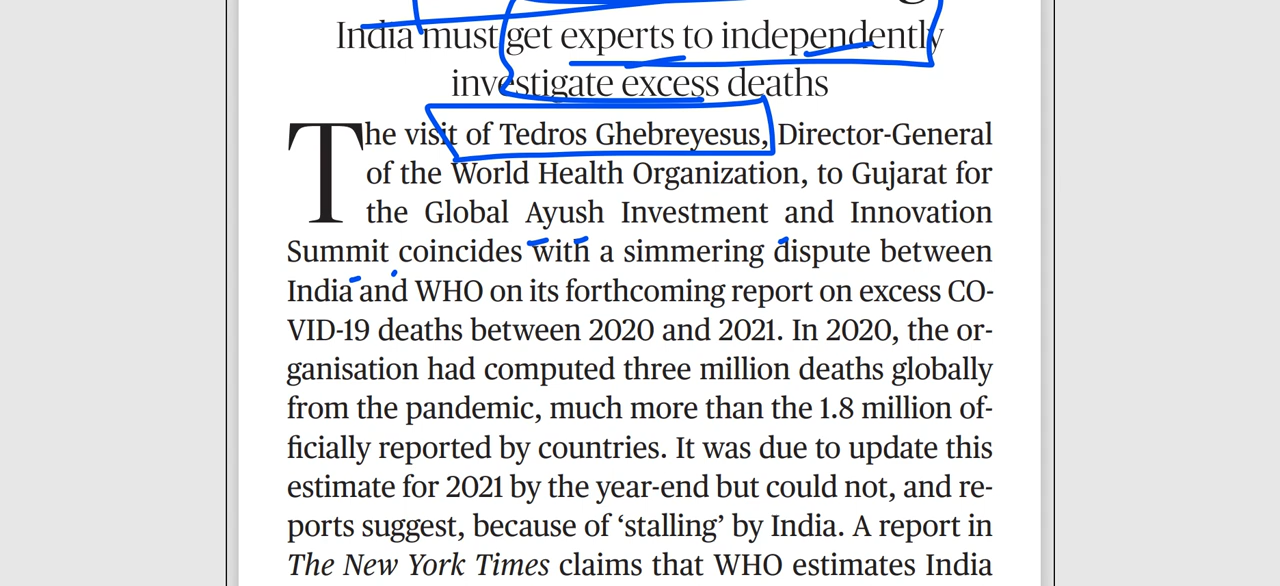 India must get experts to independently
investigate excess deaths
The visit of Tedros Ghebreyesus, Director-General
of the World Health Organization, to Gujarat for
the Global Ayush Investment and Innovation
Summit coincides with a simmering dispute between
India and WHO on its forthcoming report on excess CO-
VID-19 deaths between 2020 and 2021. In 2020, the or-
ganisation had computed three million deaths globally
from the pandemic, much more than the 1.8 million of-
ficially reported by countries. It was due to update this
estimate for 2021 by the year-end but could not, and re-
ports suggest, because of ‘stalling’ by India. A report in
The New York Times claims that WHO estimates India